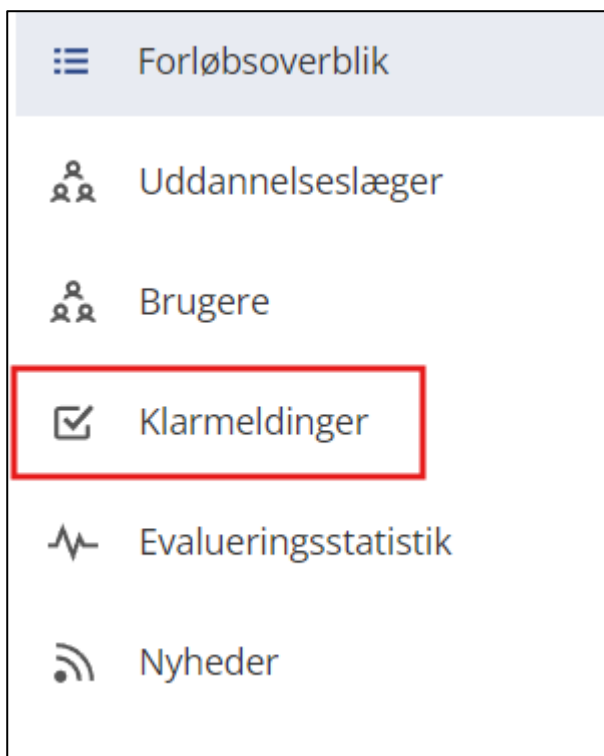 Forløbsoverblik
Uddannelseslæger
Brugere
Klarmeldinger
Evalueringsstatistik
Nyheder